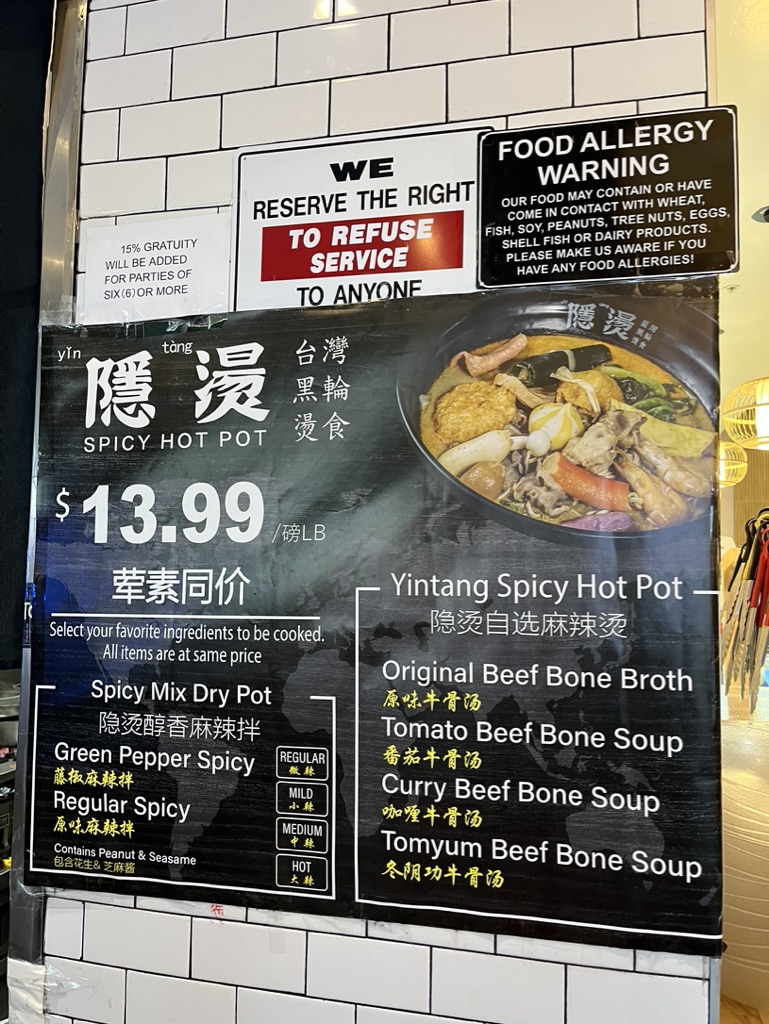 WE
RESERVE THE RIGHT
TO REFUSE
SERVICE
TO ANYONE
FOOD ALLERGY
WARNING
OUR FOOD MAY CONTAIN OR HAVE
COME IN CONTACT WITH WHEAT,
FISH, SOY, PEANUTS, TREE NUTS, EGGS,
SHELL FISH OR DAIRY PRODUCTS.
PLEASE MAKE US AWARE IF YOU
HAVE ANY FOOD ALLERGIES!
15% GRATUITY
WILL BE ADDED
FOR PARTIES OF
SIX(6)OR MORE
yǐn tàng
隱燙
SPICY HOT POT
台灣
黑輪
燙食
隱燙
$13.99/磅LB
荤素同价
Select your favorite ingredients to be cooked.
All items are at same price
Spicy Mix Dry Pot
隐烫醇香麻辣拌
Green Pepper Spicy
藤椒麻辣拌
Regular Spicy
原味麻辣拌
Contains Peanut & Seasame
包含花生& 芝麻酱
REGULAR
微辣
MILD
小辣
MEDIUM
中辣
HOT
大辣
Yintang Spicy Hot Pot
隐烫自选麻辣烫
Original Beef Bone Broth
原味牛骨汤
Tomato Beef Bone Soup
番茄牛骨汤
Curry Beef Bone Soup
咖喱牛骨汤
Tomyum Beef Bone Soup
冬阴功牛骨汤